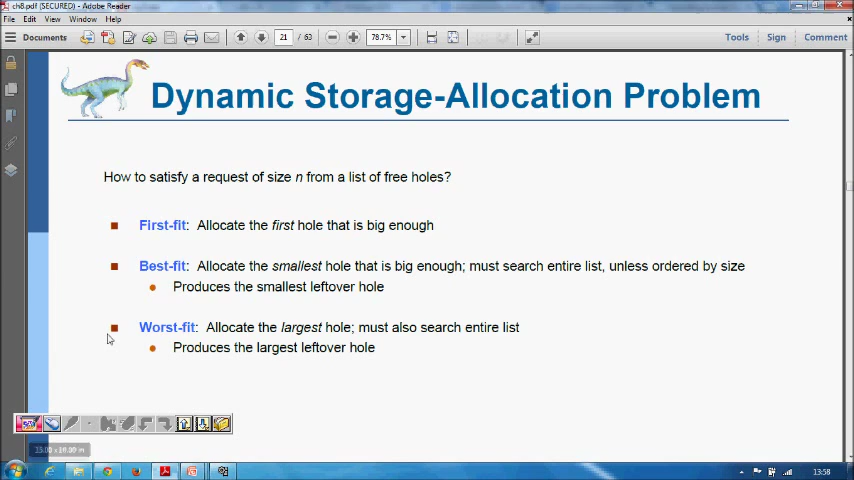 ch8.pdf (SECURED) - Adobe Reader
File Edit View Window Help
Documents 21 / 63 78.7% Tools Sign Comment
Dynamic Storage-Allocation Problem
How to satisfy a request of size n from a list of free holes?
First-fit: Allocate the first hole that is big enough
Best-fit: Allocate the smallest hole that is big enough; must search entire list, unless ordered by size
Produces the smallest leftover hole
Worst-fit: Allocate the largest hole; must also search entire list
Produces the largest leftover hole
13:58